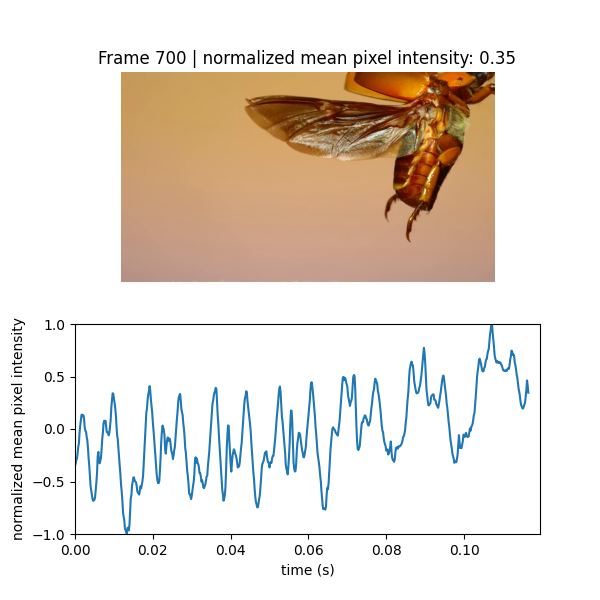 Frame 700 | normalized mean pixel intensity: 0.35
normalized mean pixel intensity
1.0
0.5
0.0
−0.5
−1.0
0.00 0.02 0.04 0.06 0.08 0.10
time (s)